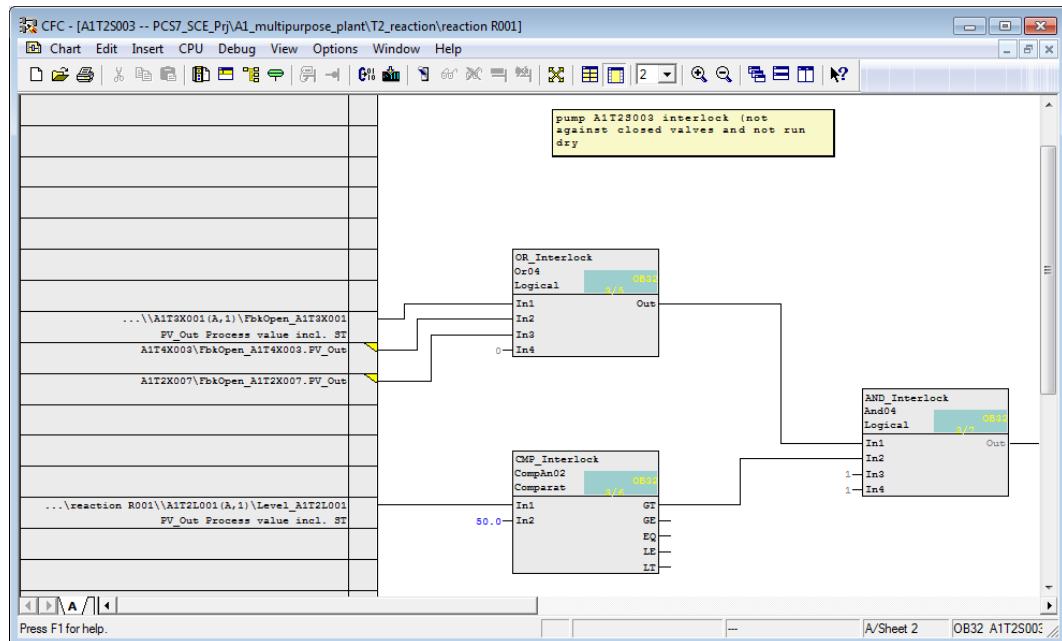 CFC - [A1T2S003 -- PCS7_SCE_Prj\A1_multipurpose_plant\T2_reaction\reaction R001]
Chart Edit Insert CPU Debug View Options Window Help
2
pump A1T2S003 interlock (not
against closed valves and not run
dry
OR_Interlock
Or04
OB32
Logical
3/5
In1 Out
In2
In3
0 In4
...\\A1T3X001(A,1)\FbkOpen_A1T3X001
PV_Out Process value incl. ST
A1T4X003\FbkOpen_A1T4X003.PV_Out
A1T2X007\FbkOpen_A1T2X007.PV_Out
AND_Interlock
And04
OB32
Logical
3/7
In1 Out
In2
1 In3
1 In4
CMP_Interlock
CompAn02
OB32
Comparat
3/6
...\reaction R001\\A1T2L001(A,1)\Level_A1T2L001
PV_Out Process value incl. ST
In1 GT
50.0 In2 GE
EQ
LE
LT
A
Press F1 for help.
---
A/Sheet 2
OB32 A1T2S003